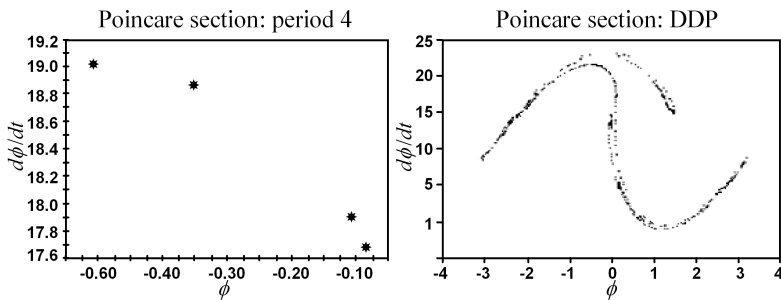 Poincare section: period 4
19.2
19.0
18.8
18.6
18.4
18.2
18.0
17.8
17.6
dϕ/dt
-0.60 -0.40 -0.30 -0.20 -0.10
ϕ
Poincare section: DDP
25
20
15
10
5
1
dϕ/dt
-4 -3 -2 -1 0 1 2 3 4
ϕ